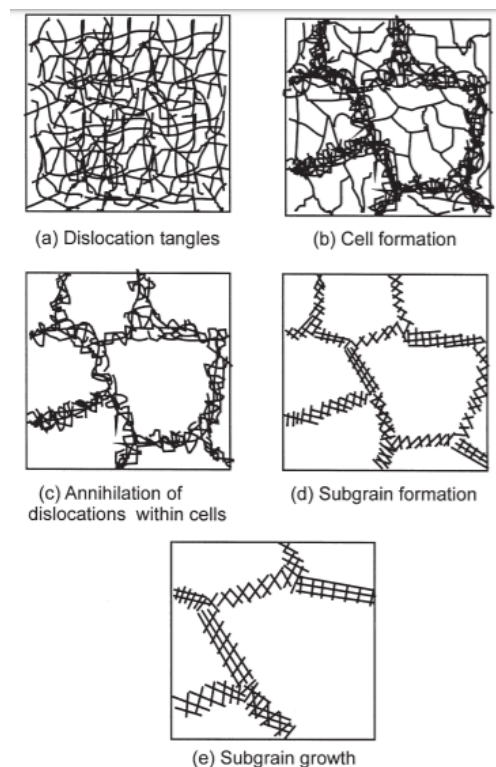 (a) Dislocation tangles
(b) Cell formation
(c) Annihilation of
dislocations within cells
(d) Subgrain formation
(e) Subgrain growth